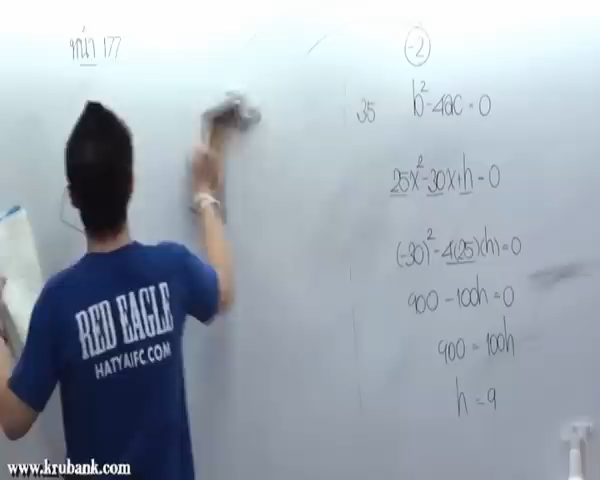 หน้า 177
-2
35 b²-4ac = 0
25x²-30x+h = 0
(-30)²-4(25)(h) = 0
900 - 100h = 0
900 = 100h
h = 9
RED EAGLE
HATYAIFC.COM
www.krubank.com